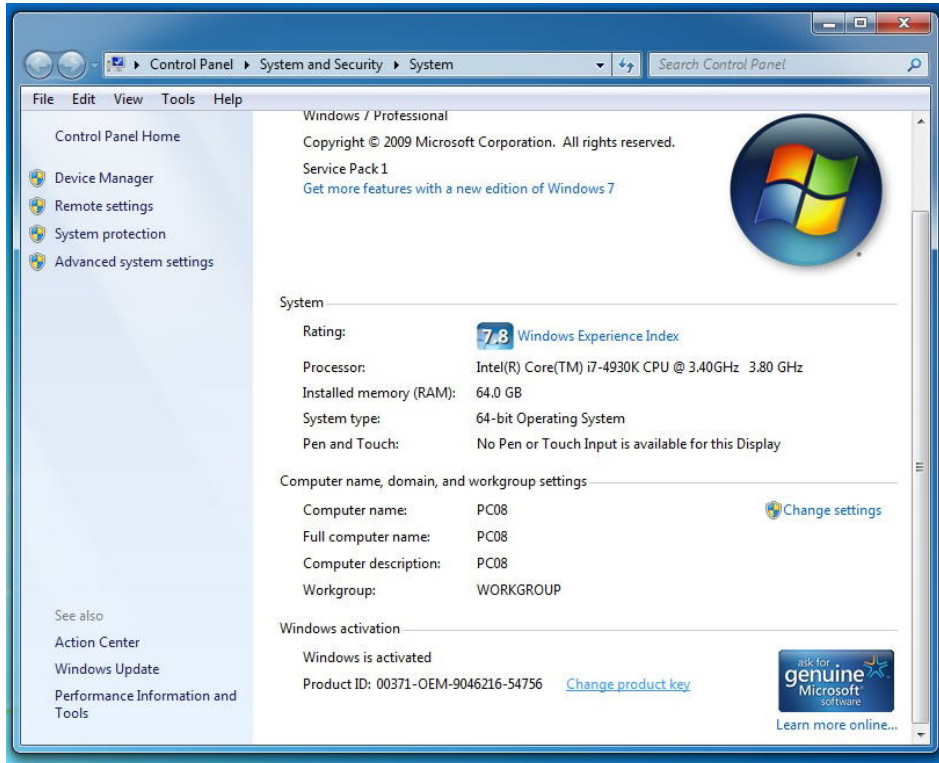 Control Panel ▸ System and Security ▸ System
Search Control Panel
File Edit View Tools Help
Control Panel Home
Device Manager
Remote settings
System protection
Advanced system settings
See also
Action Center
Windows Update
Performance Information and
Tools
Windows 7 Professional
Copyright © 2009 Microsoft Corporation. All rights reserved.
Service Pack 1
Get more features with a new edition of Windows 7
System
Rating: 7,8 Windows Experience Index
Processor: Intel(R) Core(TM) i7-4930K CPU @ 3.40GHz 3.80 GHz
Installed memory (RAM): 64.0 GB
System type: 64-bit Operating System
Pen and Touch: No Pen or Touch Input is available for this Display
Computer name, domain, and workgroup settings
Computer name: PC08
Change settings
Full computer name: PC08
Computer description: PC08
Workgroup: WORKGROUP
Windows activation
Windows is activated
Product ID: 00371-OEM-9046216-54756 Change product key
ask for
genuine
Microsoft
software
Learn more online...